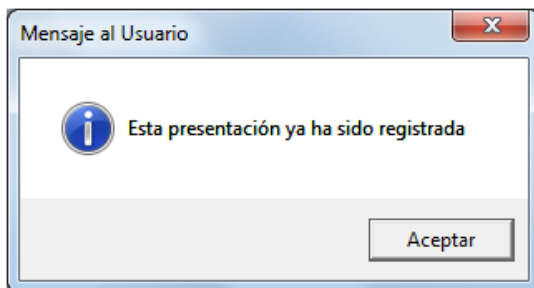 Mensaje al Usuario
Esta presentación ya ha sido registrada
Aceptar